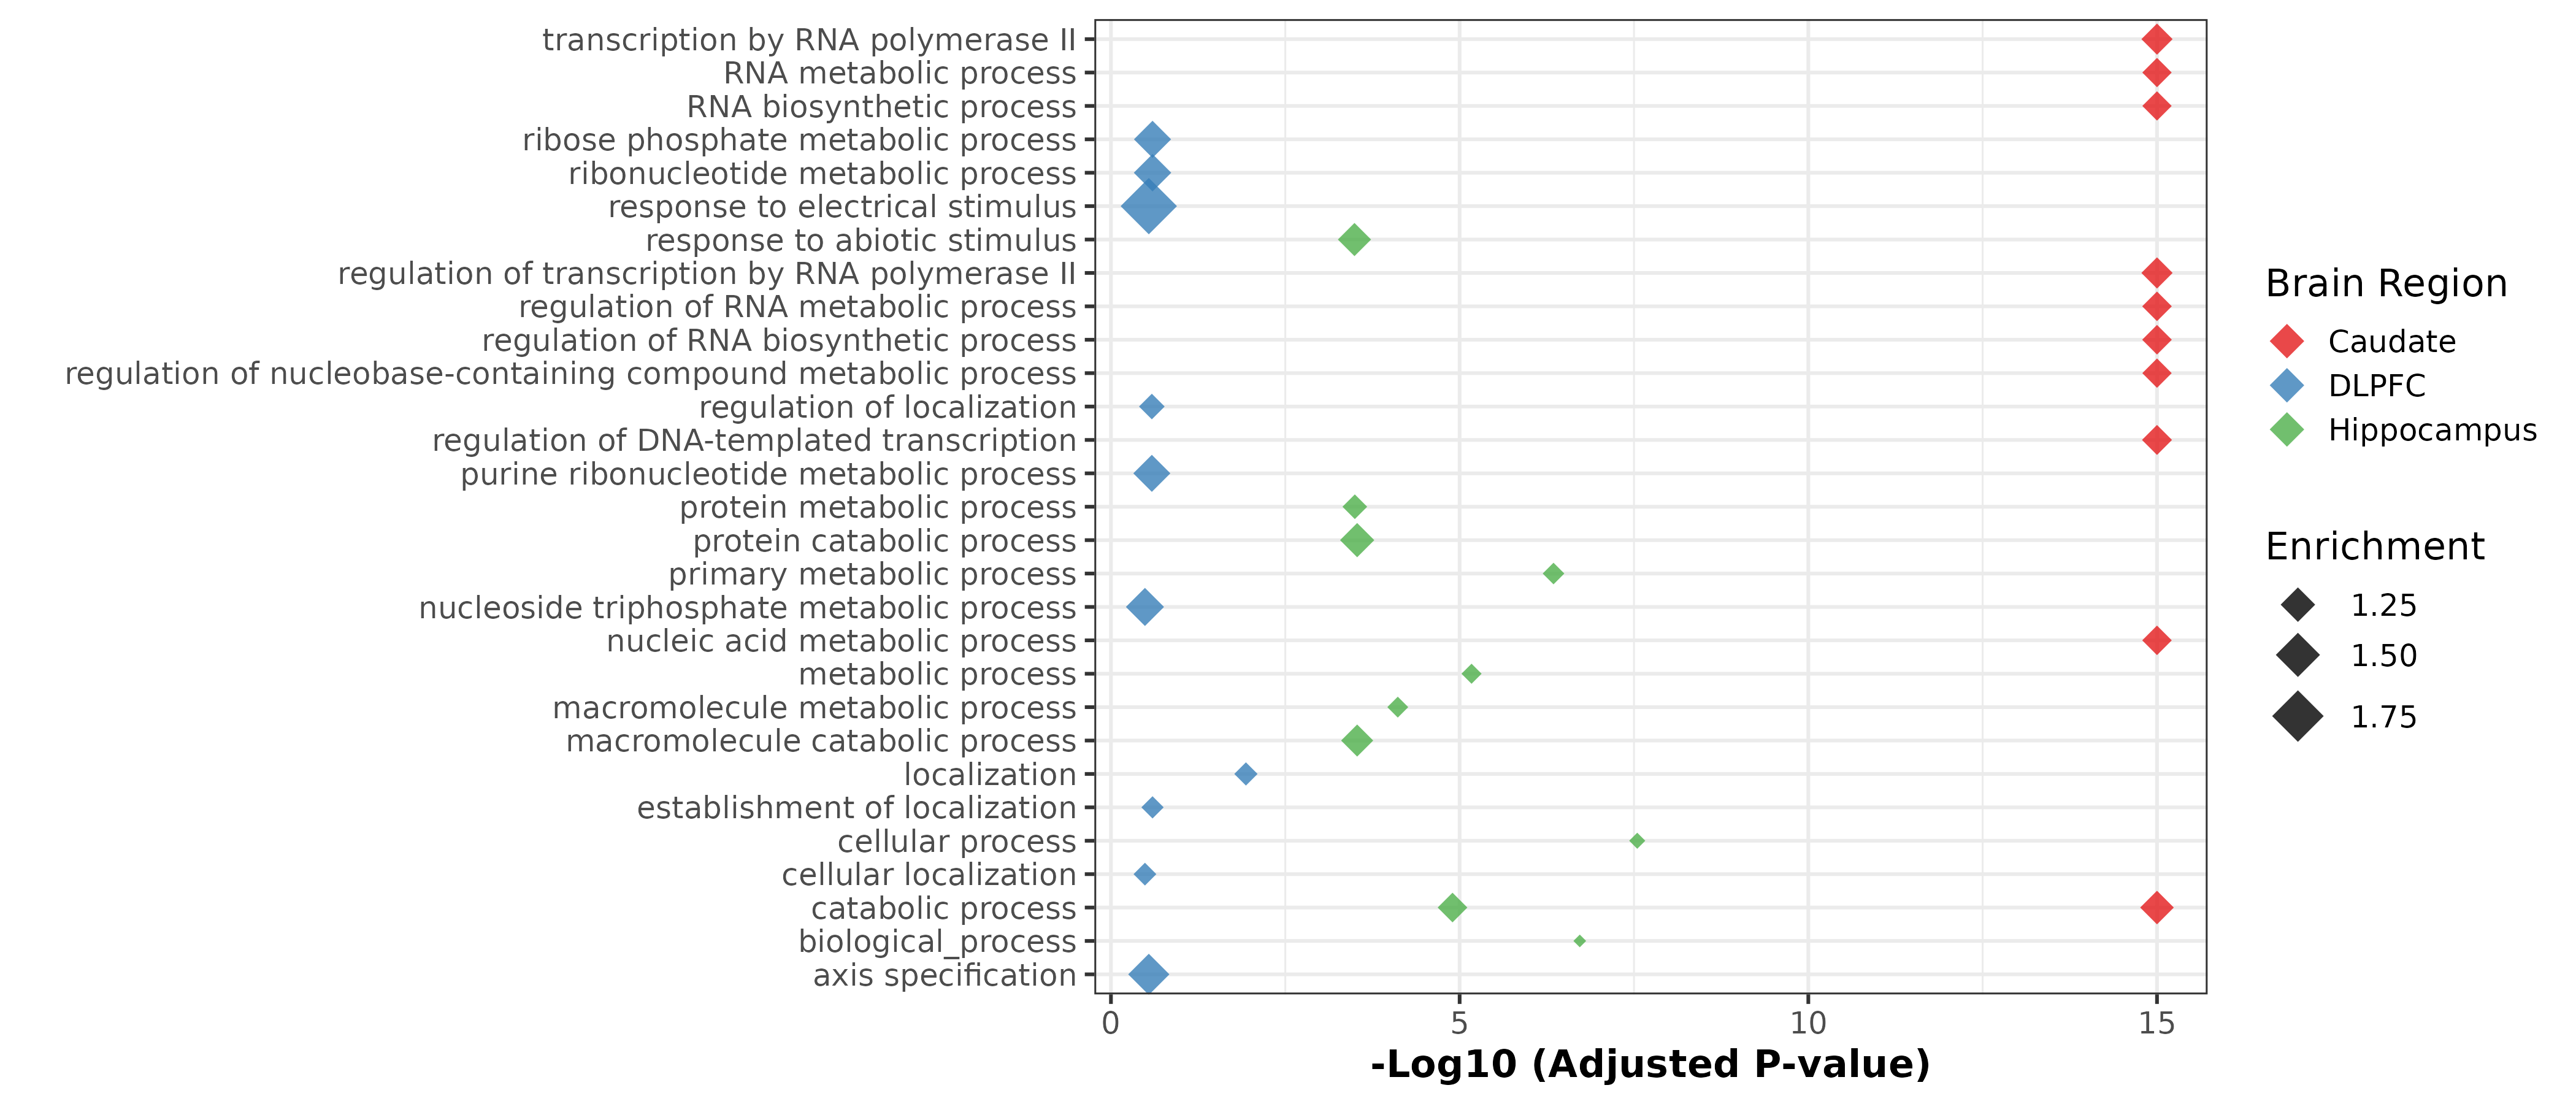 transcription by RNA polymerase II
RNA metabolic process
RNA biosynthetic process
ribose phosphate metabolic process
ribonucleotide metabolic process
response to electrical stimulus
response to abiotic stimulus
regulation of transcription by RNA polymerase II
regulation of RNA metabolic process
regulation of RNA biosynthetic process
regulation of nucleobase-containing compound metabolic process
regulation of localization
regulation of DNA-templated transcription
purine ribonucleotide metabolic process
protein metabolic process
protein catabolic process
primary metabolic process
nucleoside triphosphate metabolic process
nucleic acid metabolic process
metabolic process
macromolecule metabolic process
macromolecule catabolic process
localization
establishment of localization
cellular process
cellular localization
catabolic process
biological_process
axis specification
0 5 10 15
-Log10 (Adjusted P-value)
Brain Region
Caudate
DLPFC
Hippocampus
Enrichment
1.25
1.50
1.75